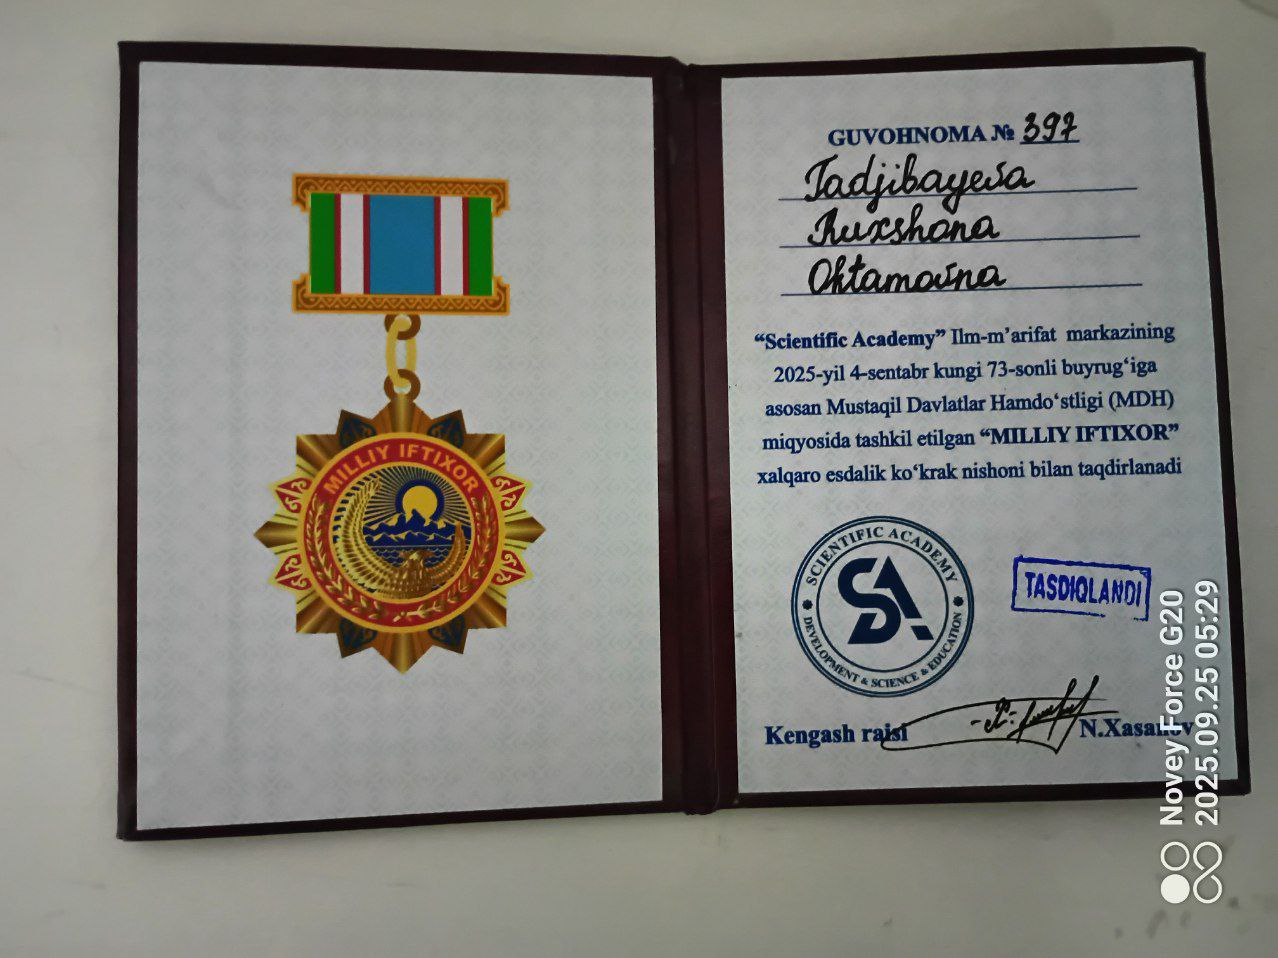 MILLIY IFTIXOR
GUVOHNOMA № 397
Tadjibayeva
Ruxshona
Oktamovna
“Scientific Academy” Ilm-m’arifat markazining
2025-yil 4-sentabr kungi 73-sonli buyrug‘iga
asosan Mustaqil Davlatlar Hamdo‘stligi (MDH)
miqyosida tashkil etilgan “MILLIY IFTIXOR”
xalqaro esdalik ko‘krak nishoni bilan taqdirlanadi
SCIENTIFIC ACADEMY
SA
DEVELOPMENT & SCIENCE & EDUCATION
TASDIQLANDI
Kengash raisi N.Xasanov
Novey Force G20
2025.09.25 05:29